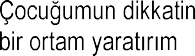 Çocuğumun dikkatin
bir ortam yaratırım